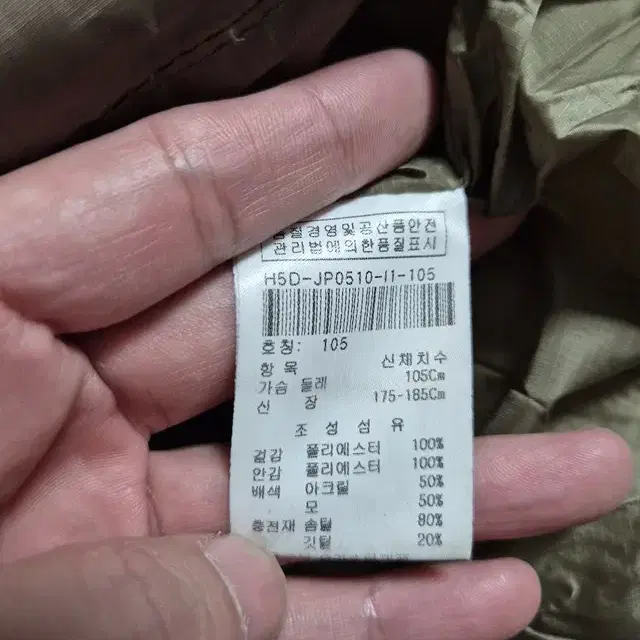 품질경영및공산품안전
관리법에의한품질표시
H5D-JP0510-II-105
호칭: 105
항 목 신체치수
가슴 둘레 105Cm
신 장 175-185Cm
조 성 섬 유
겉감 폴리에스터 100%
안감 폴리에스터 100%
배색 아크릴 50%
모 50%
충전재 솜털 80%
깃털 20%